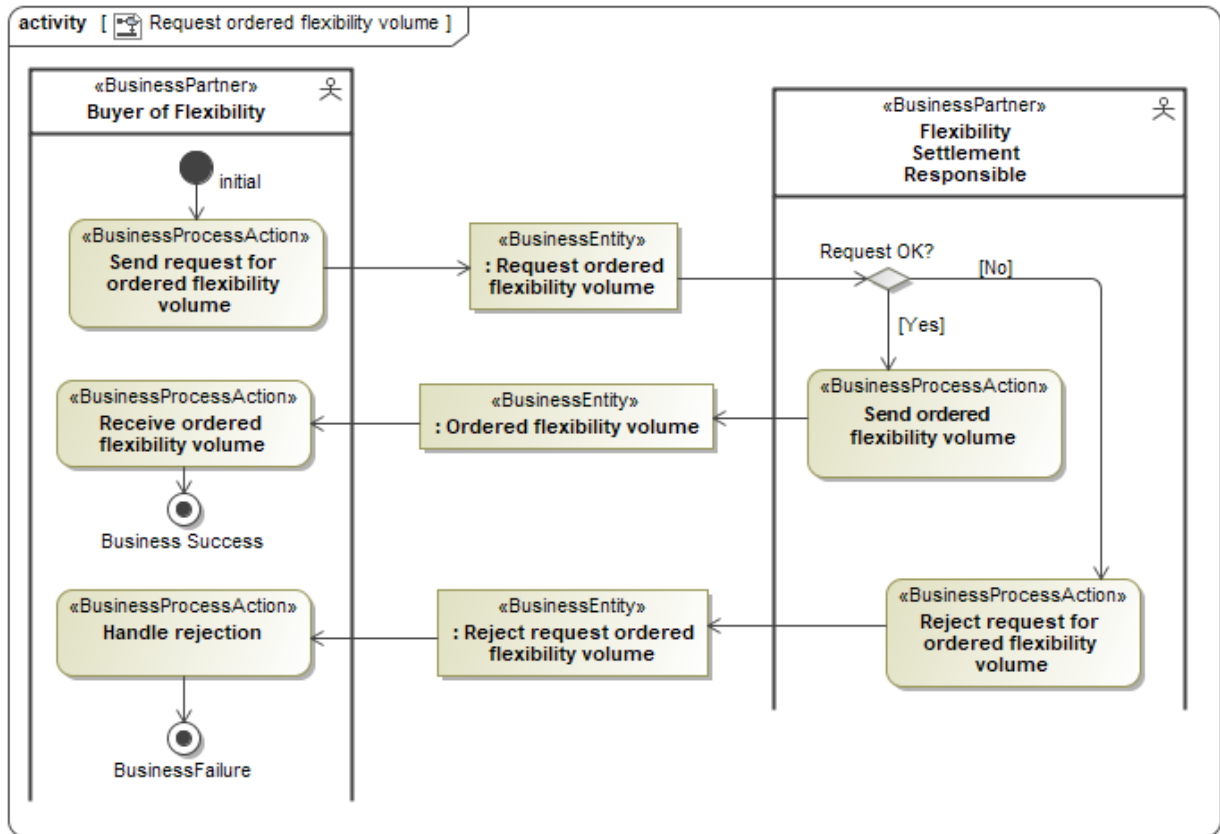 activity [ Request ordered flexibility volume ]
«BusinessPartner»
Buyer of Flexibility
«BusinessPartner»
Flexibility
Settlement
Responsible
initial
«BusinessProcessAction»
Send request for
ordered flexibility
volume
«BusinessEntity»
: Request ordered
flexibility volume
Request OK?
[No]
[Yes]
«BusinessProcessAction»
Send ordered
flexibility volume
«BusinessEntity»
: Ordered flexibility volume
«BusinessProcessAction»
Receive ordered
flexibility volume
Business Success
«BusinessProcessAction»
Reject request for
ordered flexibility
volume
«BusinessEntity»
: Reject request ordered
flexibility volume
«BusinessProcessAction»
Handle rejection
BusinessFailure